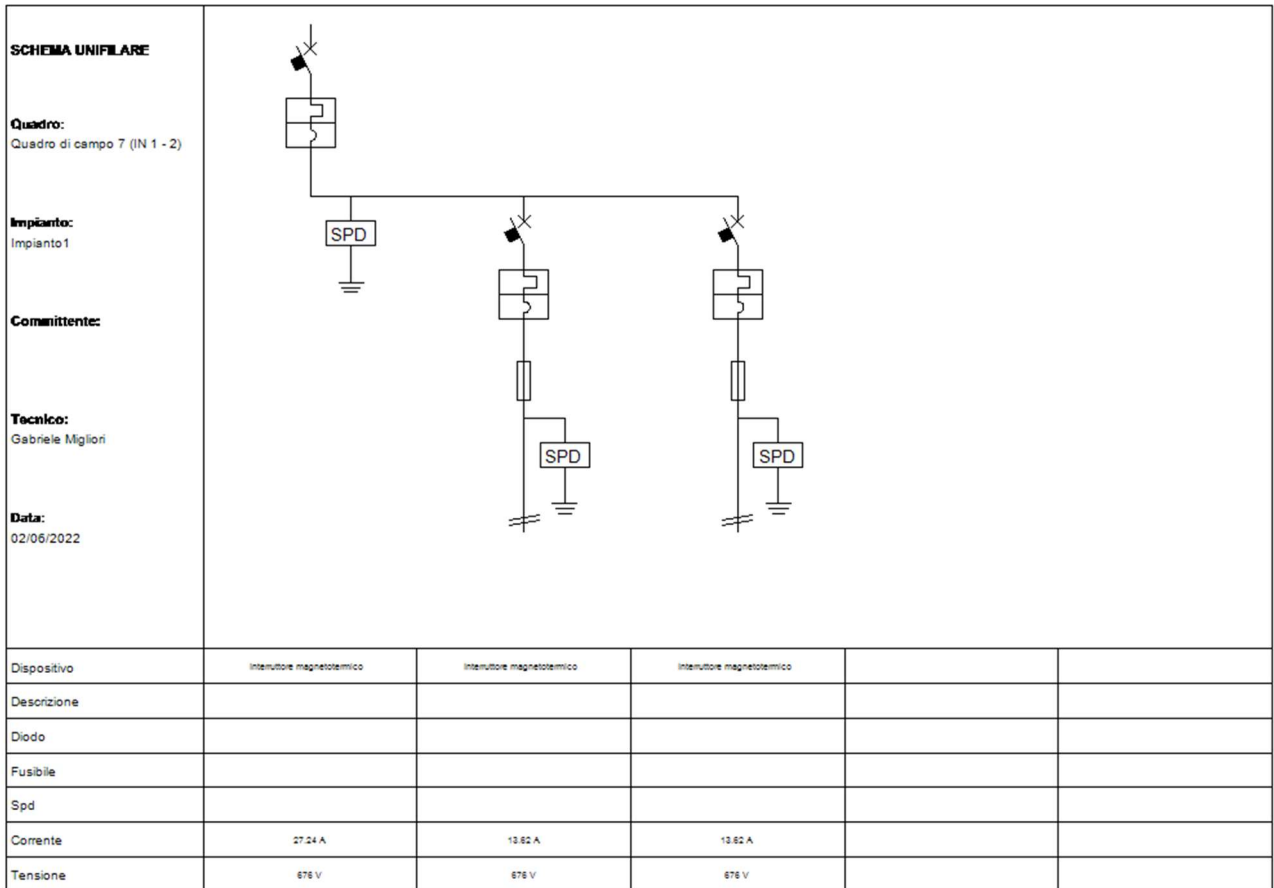 SCHEMA UNIFILARE
Quadro:
Quadro di campo 7 (IN 1 - 2)
Impianto:
Impianto1
Committente:
Tecnico:
Gabriele Migliori
Data:
02/06/2022
SPD
SPD
SPD
Dispositivo Interruttore magnetotermico Interruttore magnetotermico Interruttore magnetotermico
Descrizione
Diodo
Fusibile
Spd
Corrente 27.24 A 13.62 A 13.62 A
Tensione 676 V 676 V 676 V